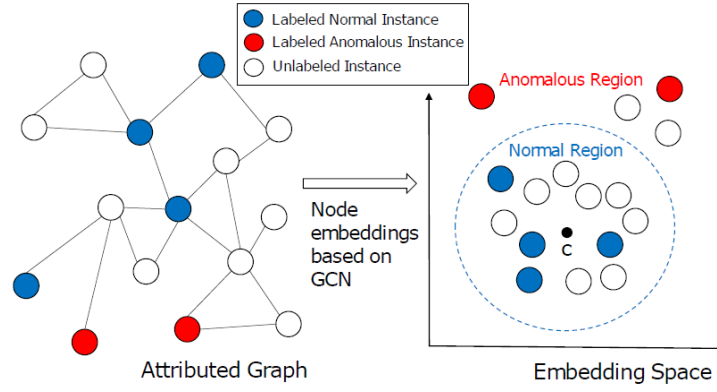 Labeled Normal Instance
Labeled Anomalous Instance
Unlabeled Instance
Anomalous Region
Normal Region
Node
embeddings
based on
GCN
C
Attributed Graph
Embedding Space